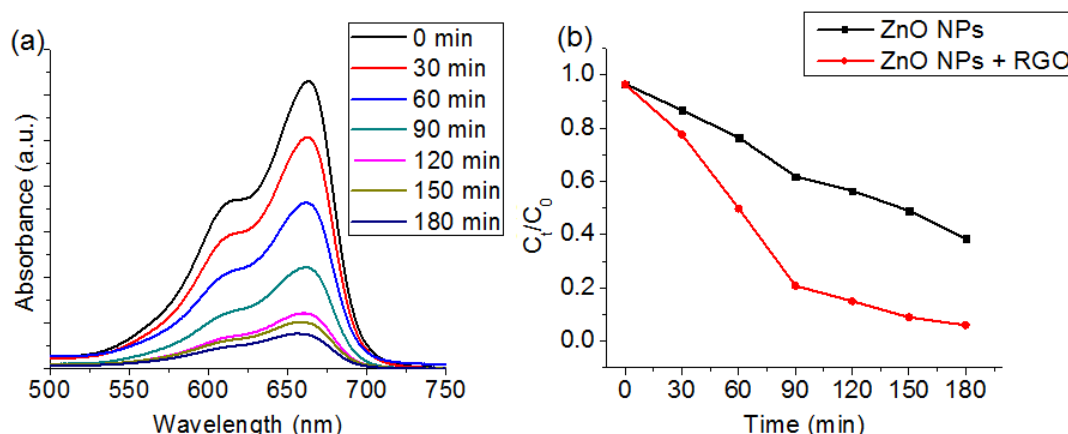 (a)
0 min
30 min
60 min
90 min
120 min
150 min
180 min
Absorbance (a.u.)
500 550 600 650 700 750
Wavelength (nm)
(b)
ZnO NPs
ZnO NPs + RGO
1.0
0.8
0.6
0.4
0.2
0.0
Ct/C0
0 30 60 90 120 150 180
Time (min)